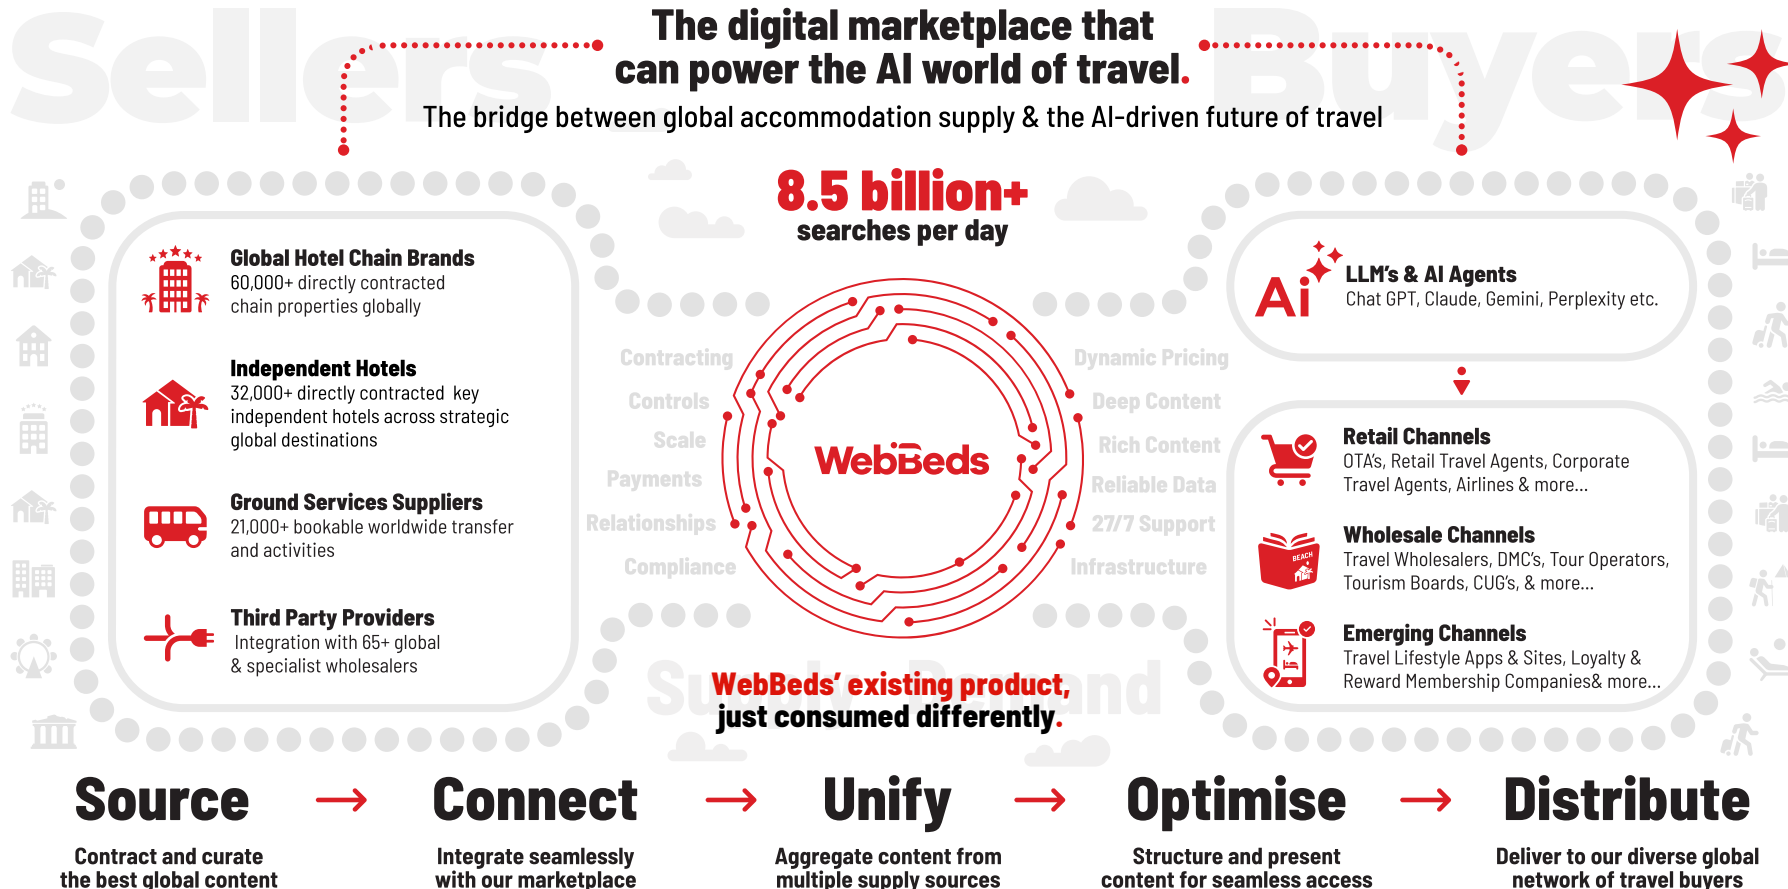 Sellers
Buyers
The digital marketplace that
can power the AI world of travel.
The bridge between global accommodation supply & the AI-driven future of travel
8.5 billion+
searches per day
Global Hotel Chain Brands
60,000+ directly contracted
chain properties globally
Independent Hotels
32,000+ directly contracted key
independent hotels across strategic
global destinations
Ground Services Suppliers
21,000+ bookable worldwide transfer
and activities
Third Party Providers
Integration with 65+ global
& specialist wholesalers
Contracting
Controls
Scale
Payments
Relationships
Compliance
WebBeds
Dynamic Pricing
Deep Content
Rich Content
Reliable Data
27/7 Support
Infrastructure
Supply Demand
WebBeds’ existing product,
just consumed differently.
Ai
LLM’s & AI Agents
Chat GPT, Claude, Gemini, Perplexity etc.
Retail Channels
OTA’s, Retail Travel Agents, Corporate
Travel Agents, Airlines & more...
BEACH
Wholesale Channels
Travel Wholesalers, DMC’s, Tour Operators,
Tourism Boards, CUG’s, & more...
Emerging Channels
Travel Lifestyle Apps & Sites, Loyalty &
Reward Membership Companies& more...
Source
Contract and curate
the best global content
Connect
Integrate seamlessly
with our marketplace
Unify
Aggregate content from
multiple supply sources
Optimise
Structure and present
content for seamless access
Distribute
Deliver to our diverse global
network of travel buyers